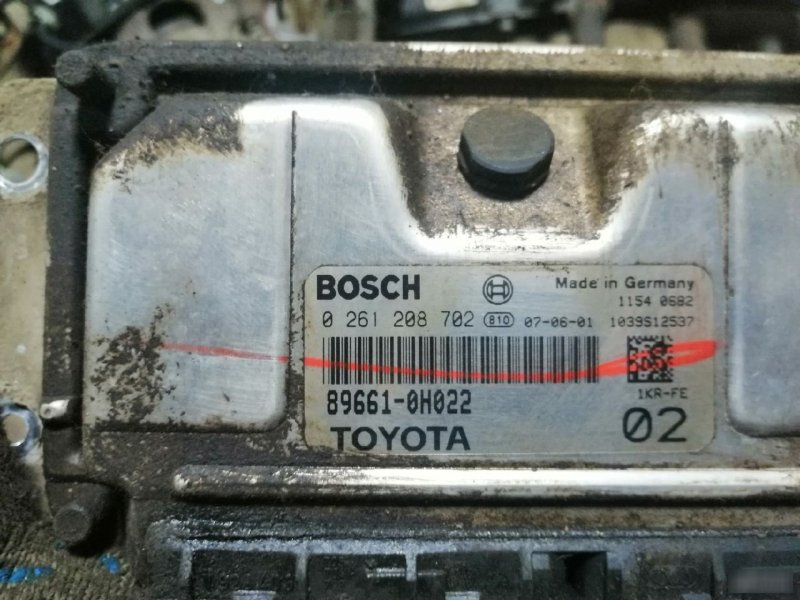 BOSCH Made in Germany
1154 0682
0 261 208 702 810 07-06-01 1039S12537
89661-0H022 1KR-FE
TOYOTA 02